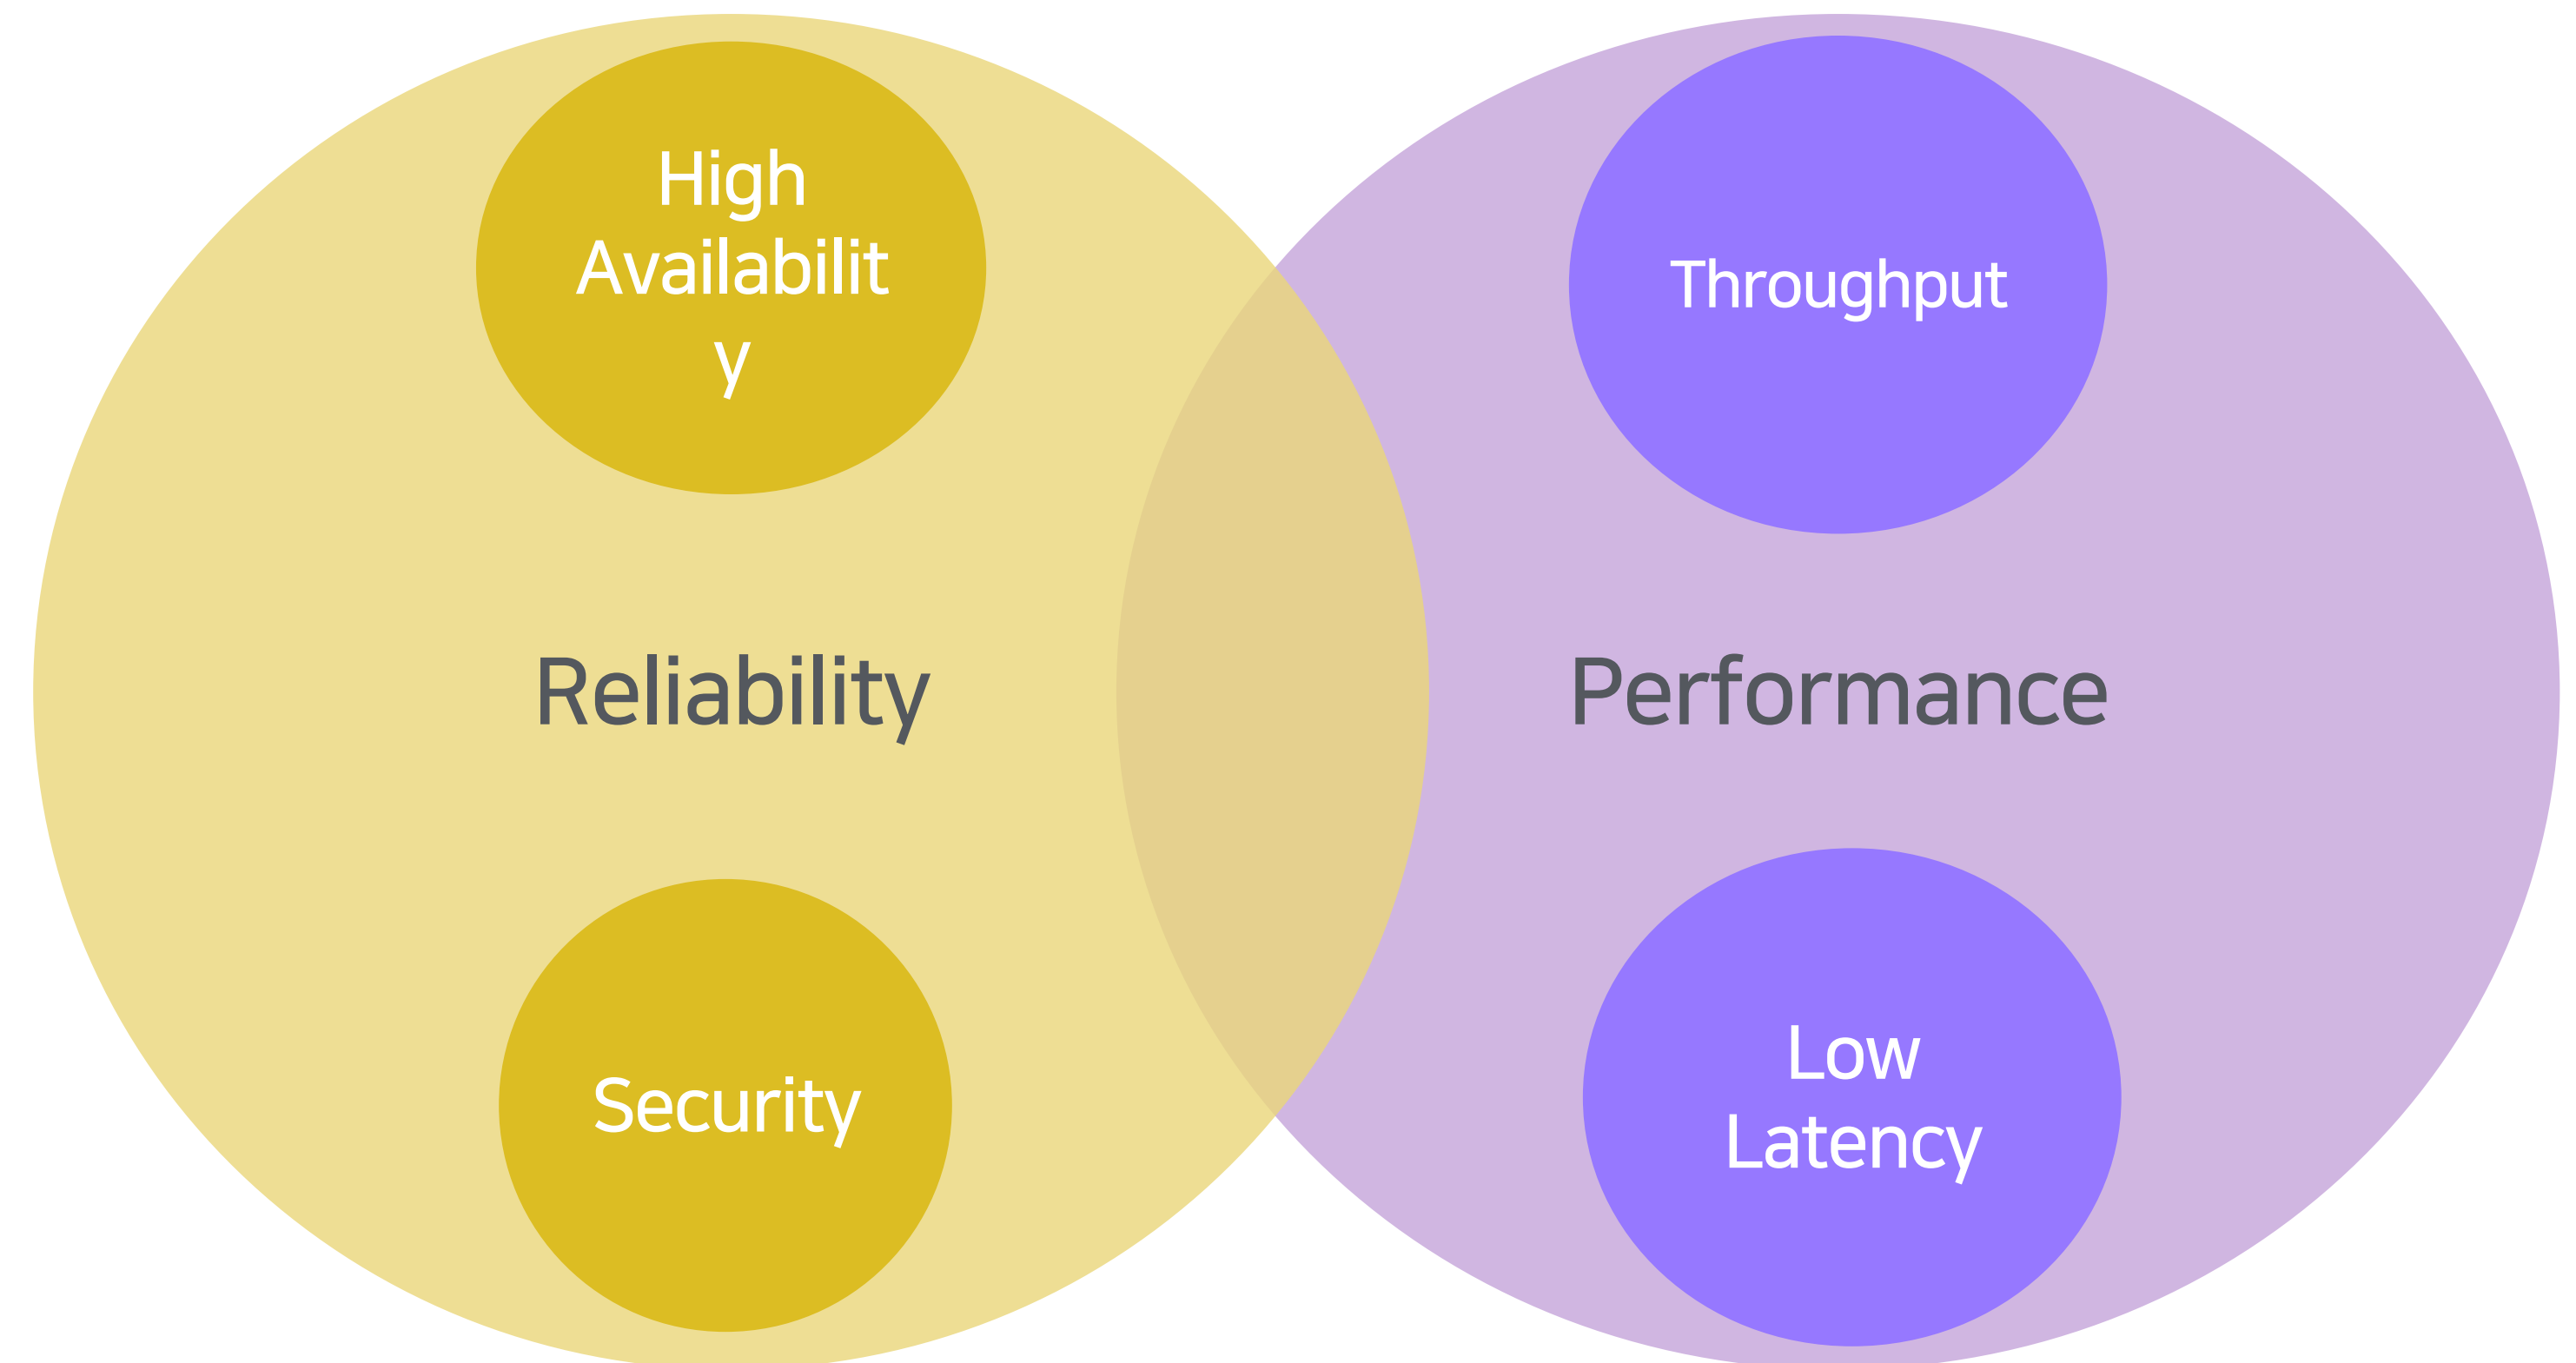 High
Availabilit
y
Throughput
Reliability
Performance
Security
Low
Latency